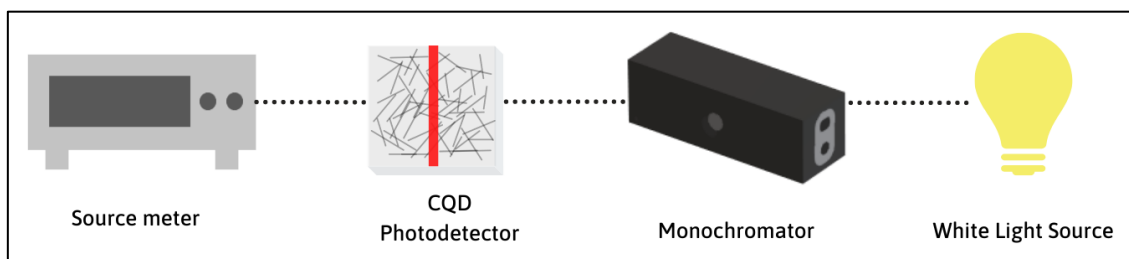 Source meter
CQD
Photodetector
Monochromator
White Light Source